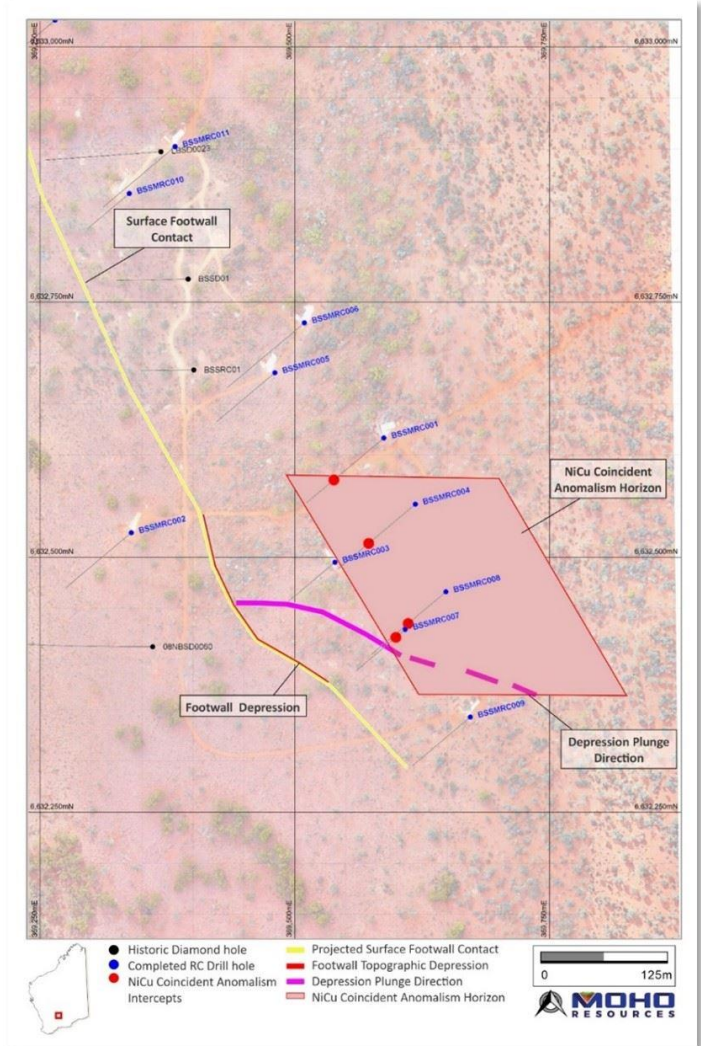 6,633,000mN
6,633,000mN
BSSMRC011
BSSMRC010
Surface Footwall
Contact
BSSD01
6,632,750mN
6,632,750mN
BSSMRC006
BSSMRC005
BSSRC01
BSSMRC001
NiCu Coincident
Anomalism Horizon
BSSMRC004
BSSMRC002
6,632,500mN
6,632,500mN
BSSMRC003
BSSMRC008
BSSMRC007
08NBSD0060
Footwall Depression
BSSMRC009
Depression Plunge
Direction
6,632,250mN
6,632,250mN
369,250mE
369,500mE
369,750mE
369,500mE
369,750mE
Historic Diamond hole
Completed RC Drill hole
NiCu Coincident Anomalism
Intercepts
Projected Surface Footwall Contact
Footwall Topographic Depression
Depression Plunge Direction
NiCu Coincident Anomalism Horizon
0 125m
MOHO
RESOURCES